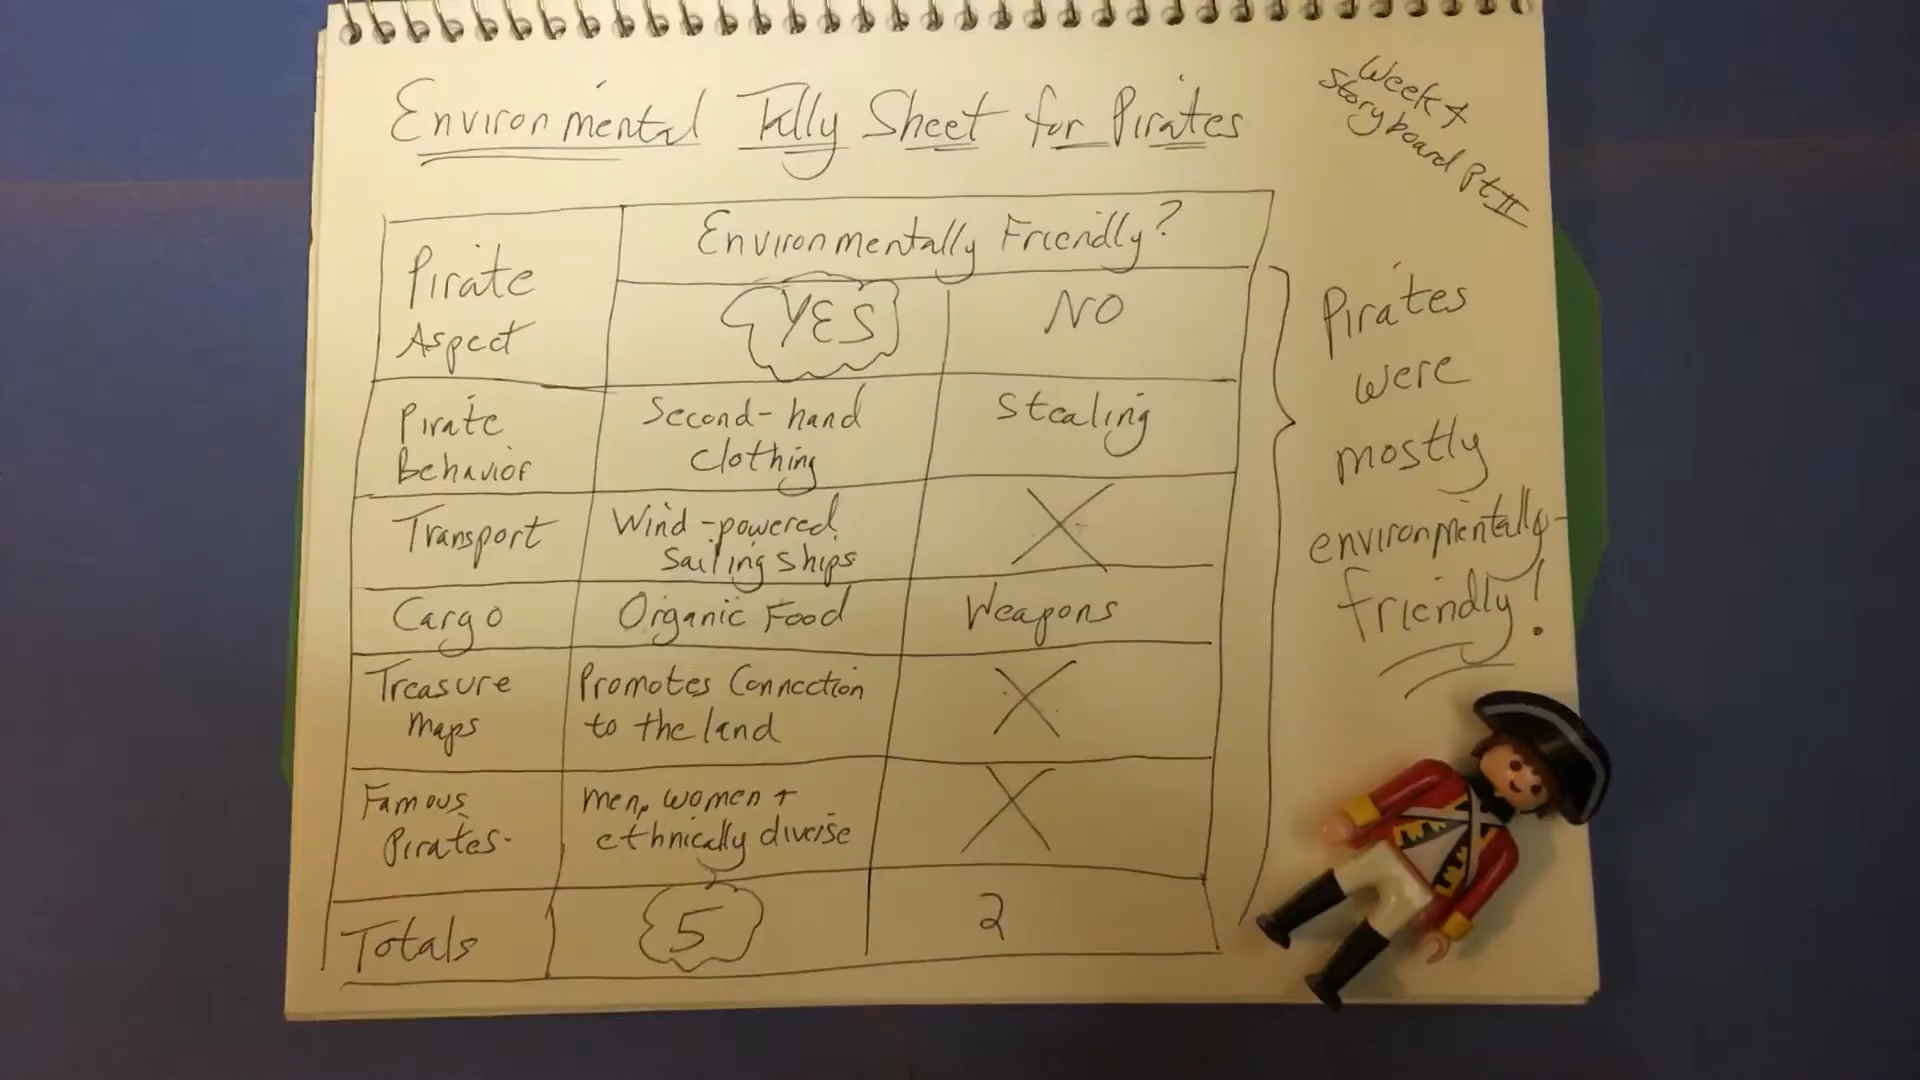 Environmental Tally Sheet for Pirates
Week 4
Storyboard Pt II
Pirate
Aspect
Environmentally Friendly?
YES
NO
Pirate
Behavior
Second-hand
clothing
Stealing
Transport
Wind-powered
Sailing ships
X
Cargo
Organic Food
Weapons
Treasure
Maps
Promotes Connection
to the land
X
Famous
Pirates-
Men, women +
ethnically diverse
X
Totals
5
2
Pirates
were
mostly
environmentally-
friendly!